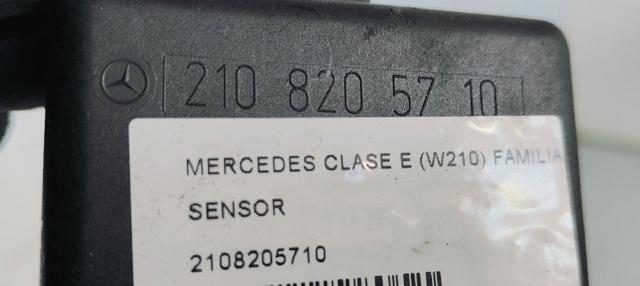 210 820 57 10
MERCEDES CLASE E (W210) FAMILIA
SENSOR
2108205710